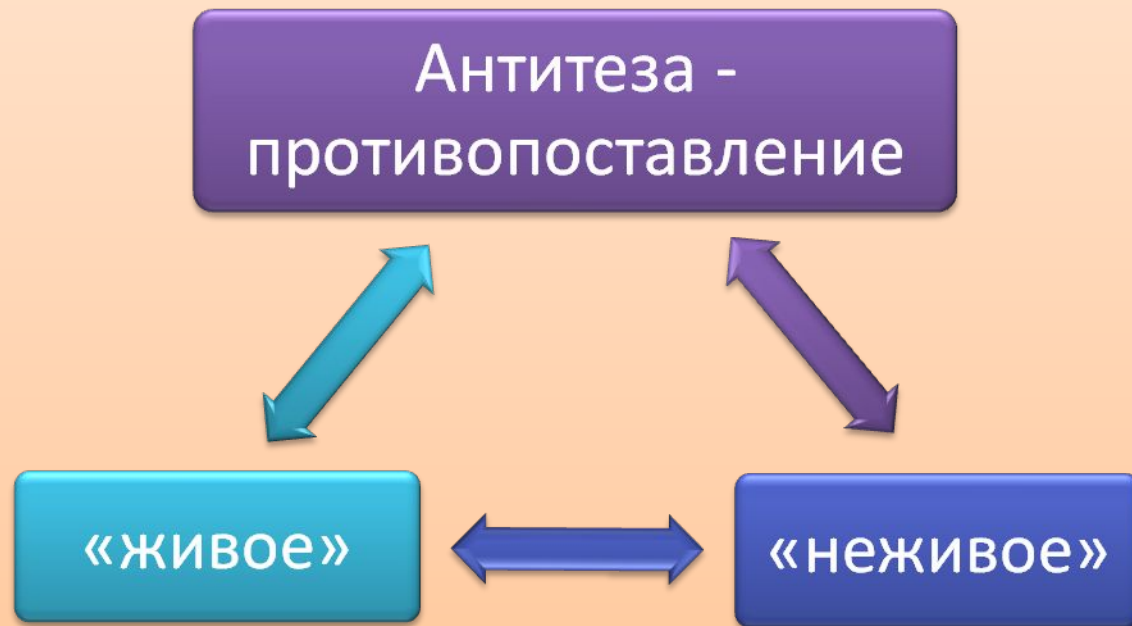 Антитеза -
противопоставление
«живое»
«неживое»